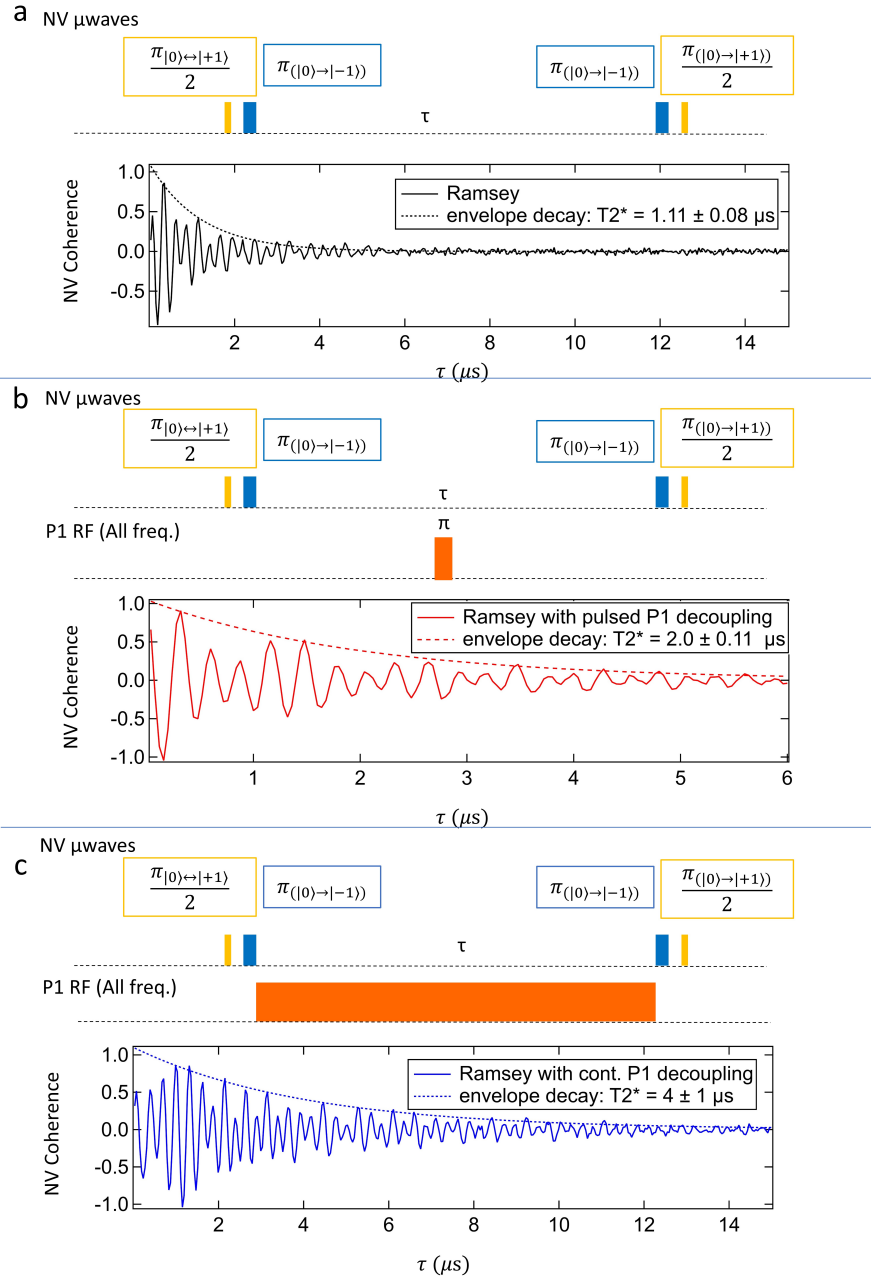 a
NV μwaves
π|0⟩↔|+1⟩
2
π(|0⟩→|−1⟩)
π(|0⟩→|−1⟩)
π(|0⟩→|+1⟩)
2
τ
NV Coherence
1.0
0.5
0.0
-0.5
Ramsey
envelope decay: T2* = 1.11 ± 0.08 μs
2 4 6 8 10 12 14
τ (μs)
b
NV μwaves
π|0⟩↔|+1⟩
2
π(|0⟩→|−1⟩)
π(|0⟩→|−1⟩)
π(|0⟩→|+1⟩)
2
τ
P1 RF (All freq.)
π
NV Coherence
1.0
0.5
0.0
-0.5
-1.0
Ramsey with pulsed P1 decoupling
envelope decay: T2* = 2.0 ± 0.11 μs
1 2 3 4 5 6
τ (μs)
NV μwaves
c
π|0⟩↔|+1⟩
2
π(|0⟩→|−1⟩)
π(|0⟩→|−1⟩)
π(|0⟩→|+1⟩)
2
τ
P1 RF (All freq.)
NV Coherence
1.0
0.5
0.0
-0.5
-1.0
Ramsey with cont. P1 decoupling
envelope decay: T2* = 4 ± 1 μs
2 4 6 8 10 12 14
τ (μs)